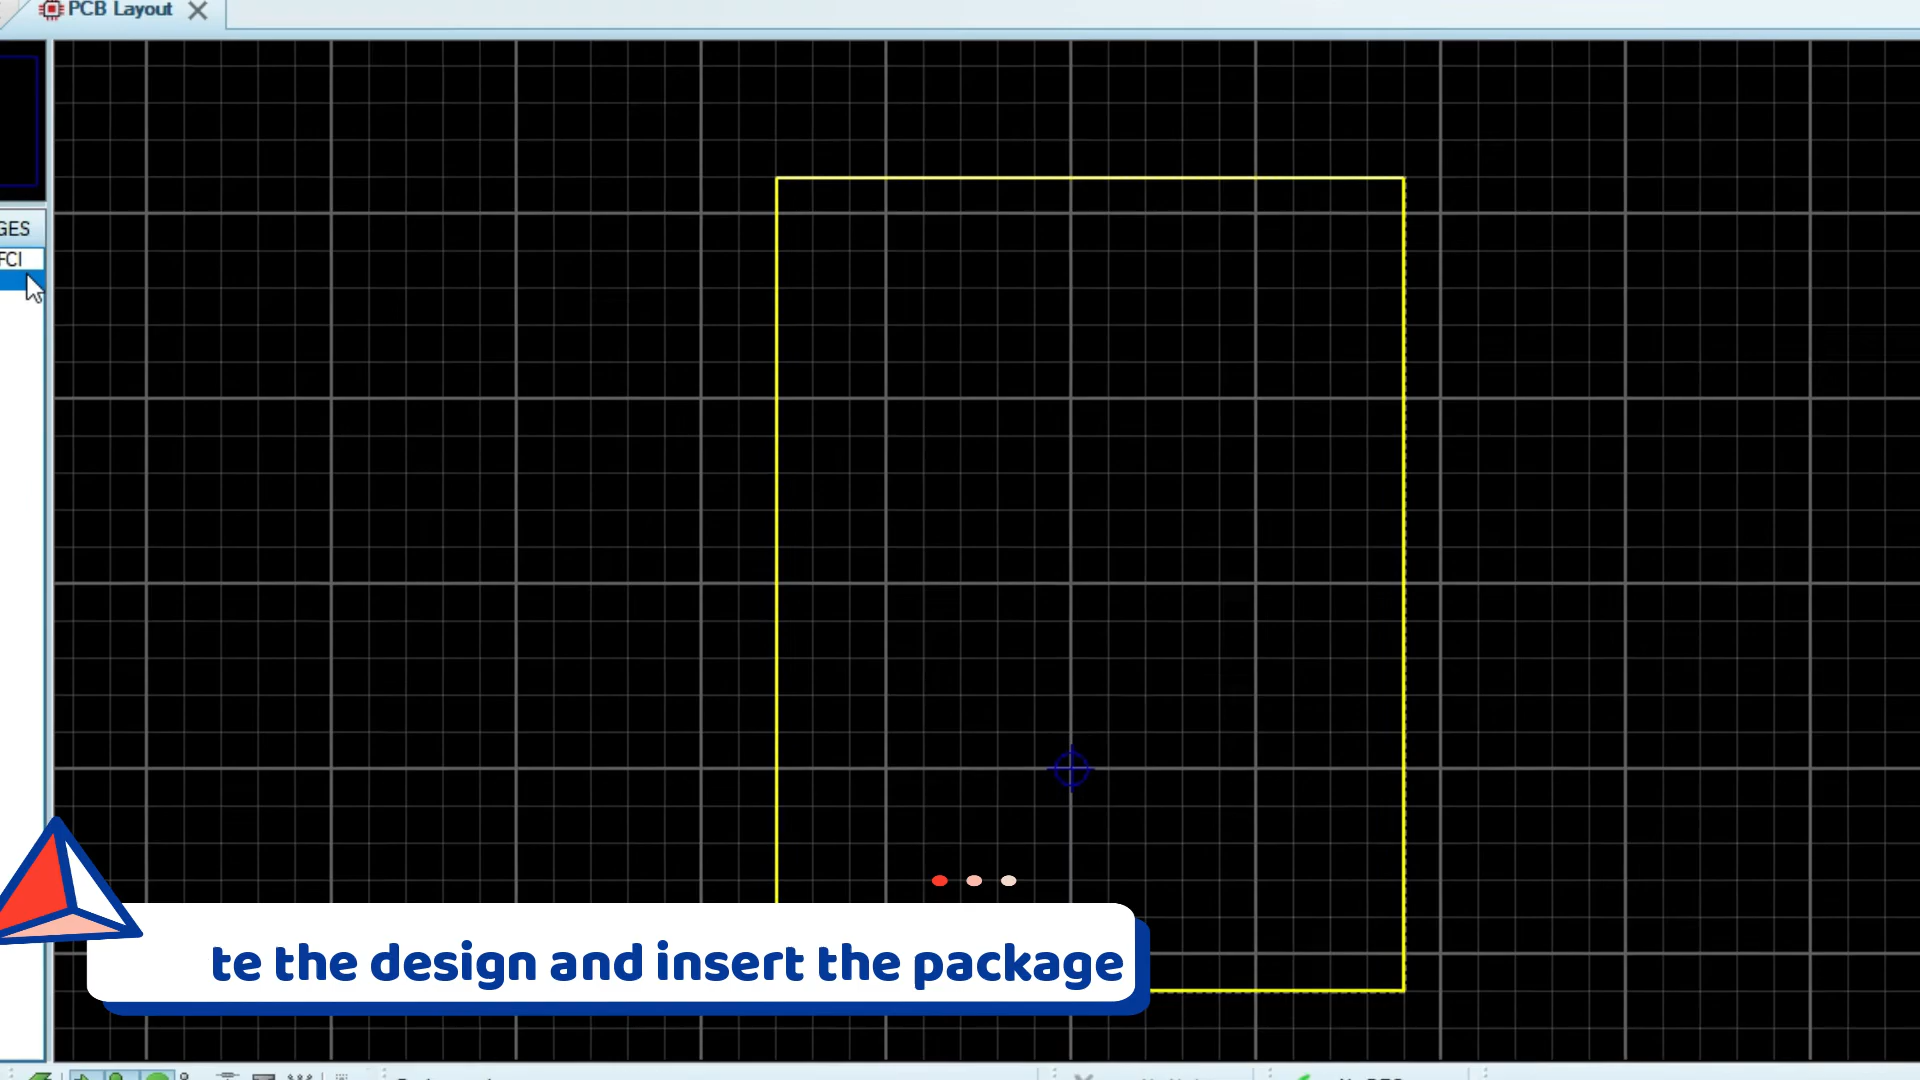 PCB Layout
GES
FCI
te the design and insert the package